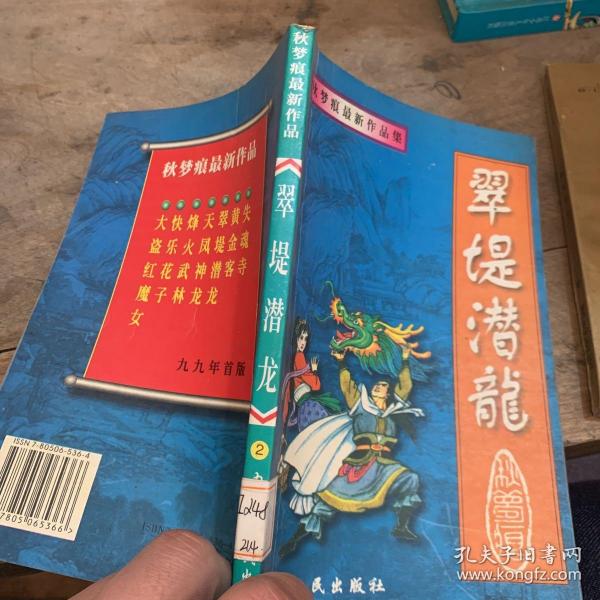 秋梦痕最新作品
《翠堤潜龙》
2
I248
244
秋梦痕最新作品
大快烽天翠黄失
盗乐火凤堤金魂
红花武神潜客寺
魔子林龙龙
女
九九年首版
ISSN 7-80506-536-4
秋梦痕最新作品集
翠堤潜龍
民出版社
孔夫子旧书网
www.kongfz.com